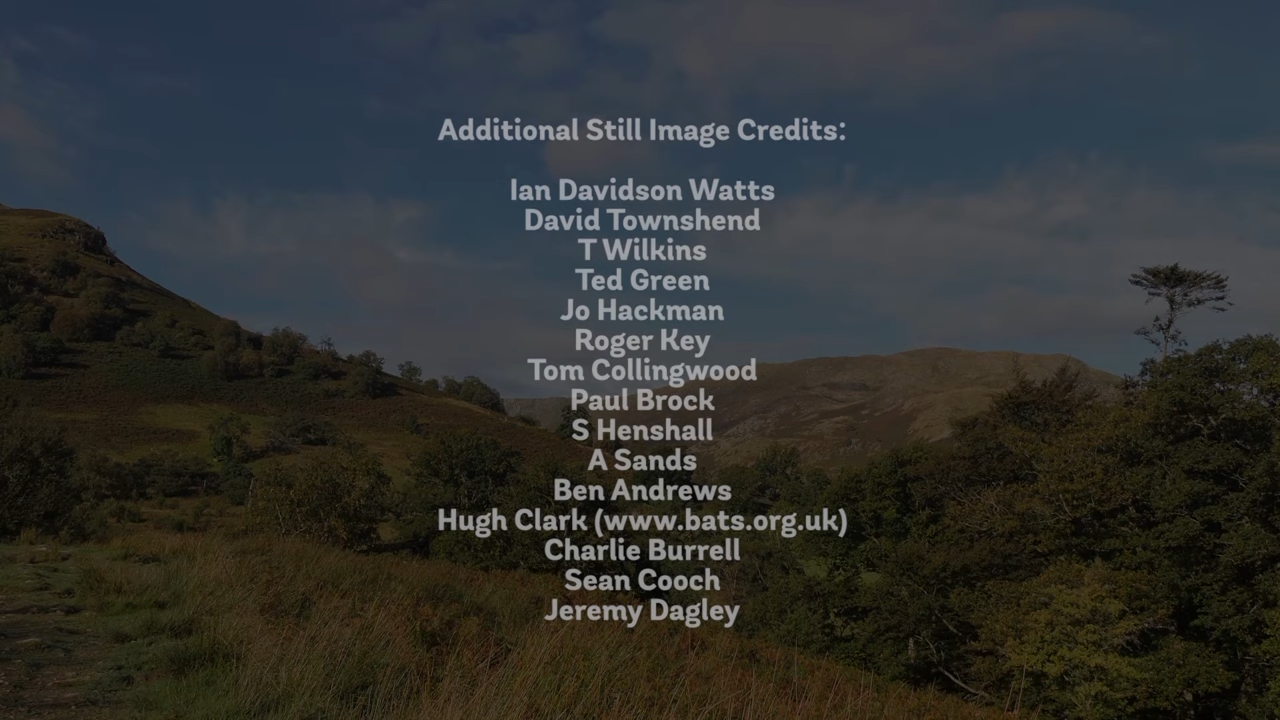 Additional Still Image Credits:
Ian Davidson Watts
David Townshend
T Wilkins
Ted Green
Jo Hackman
Roger Key
Tom Collingwood
Paul Brock
S Henshall
A Sands
Ben Andrews
Hugh Clark (www.bats.org.uk)
Charlie Burrell
Sean Cooch
Jeremy Dagley